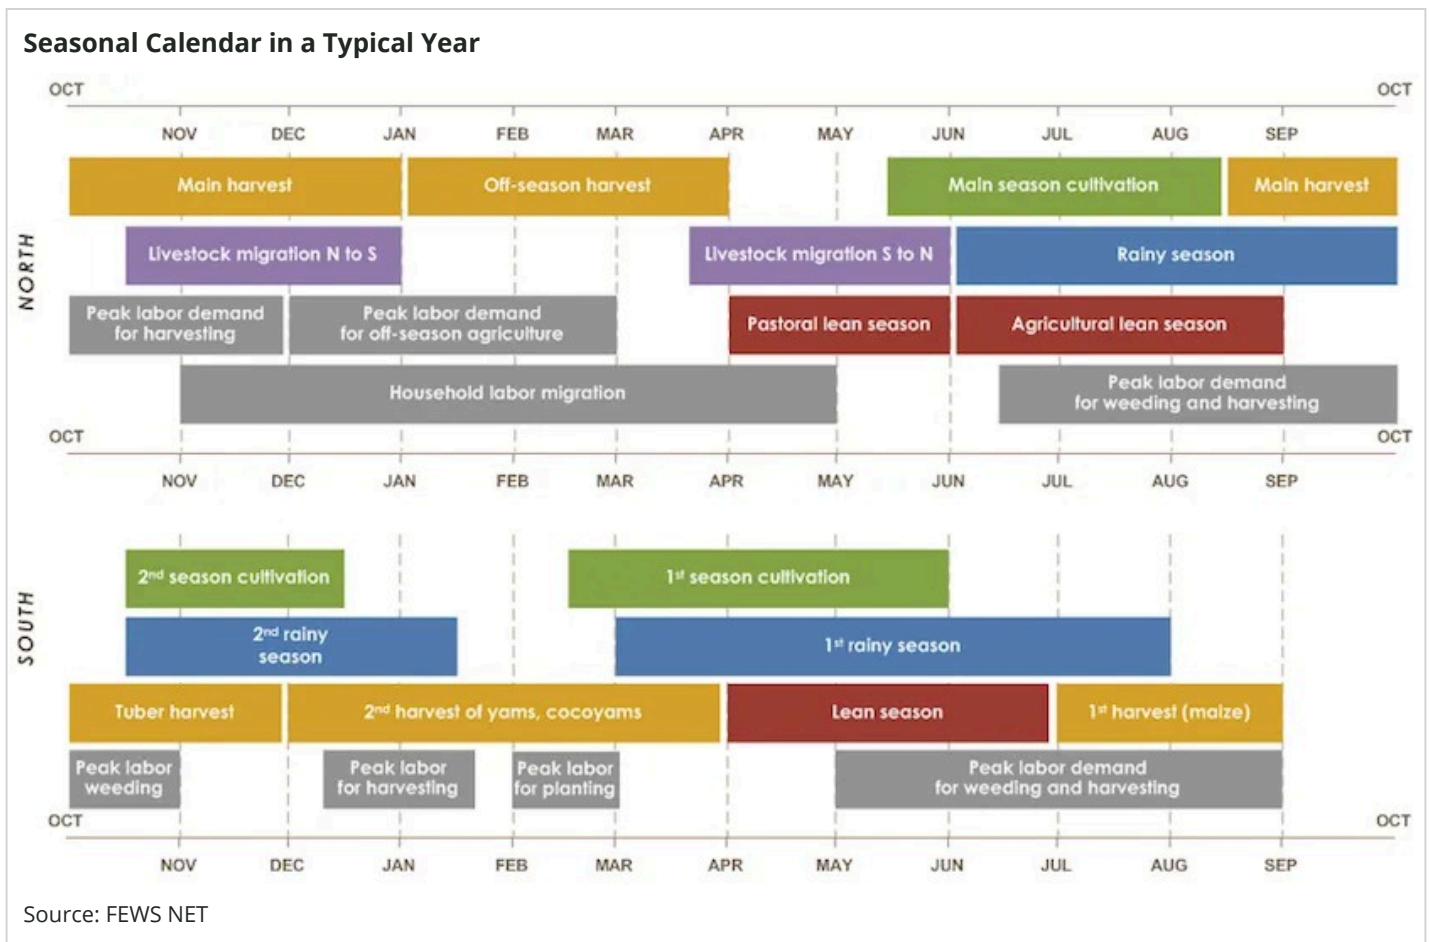 Seasonal Calendar in a Typical Year
OCT OCT
NOV DEC JAN FEB MAR APR MAY JUN JUL AUG SEP
NORTH
Main harvest
Off-season harvest
Main season cultivation
Main harvest
Livestock migration N to S
Livestock migration S to N
Rainy season
Peak labor demand
for harvesting
Peak labor demand
for off-season agriculture
Pastoral lean season
Agricultural lean season
Household labor migration
Peak labor demand
for weeding and harvesting
OCT OCT
NOV DEC JAN FEB MAR APR MAY JUN JUL AUG SEP
SOUTH
2nd season cultivation
1st season cultivation
2nd rainy
season
1st rainy season
Tuber harvest
2nd harvest of yams, cocoyams
Lean season
1st harvest (maize)
Peak labor
weeding
Peak labor
for harvesting
Peak labor
for planting
Peak labor demand
for weeding and harvesting
OCT OCT
NOV DEC JAN FEB MAR APR MAY JUN JUL AUG SEP
Source: FEWS NET